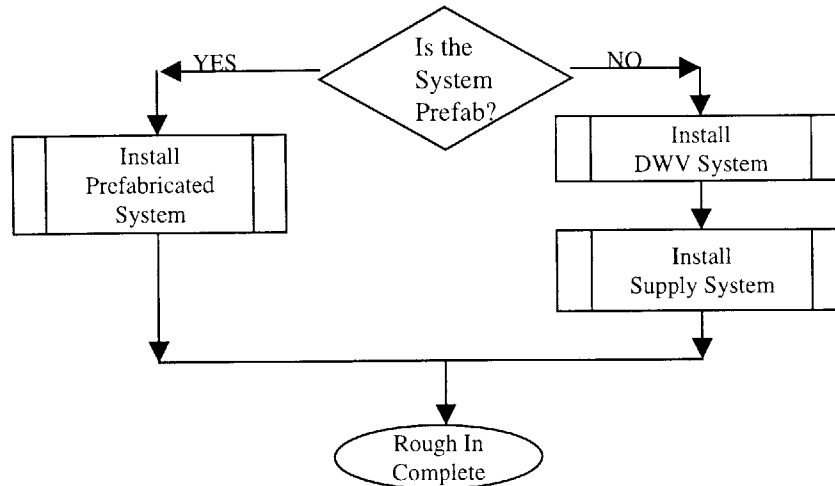 Is the
System
Prefab?
YES
NO
Install
Prefabricated
System
Install
DWV System
Install
Supply System
Rough In
Complete